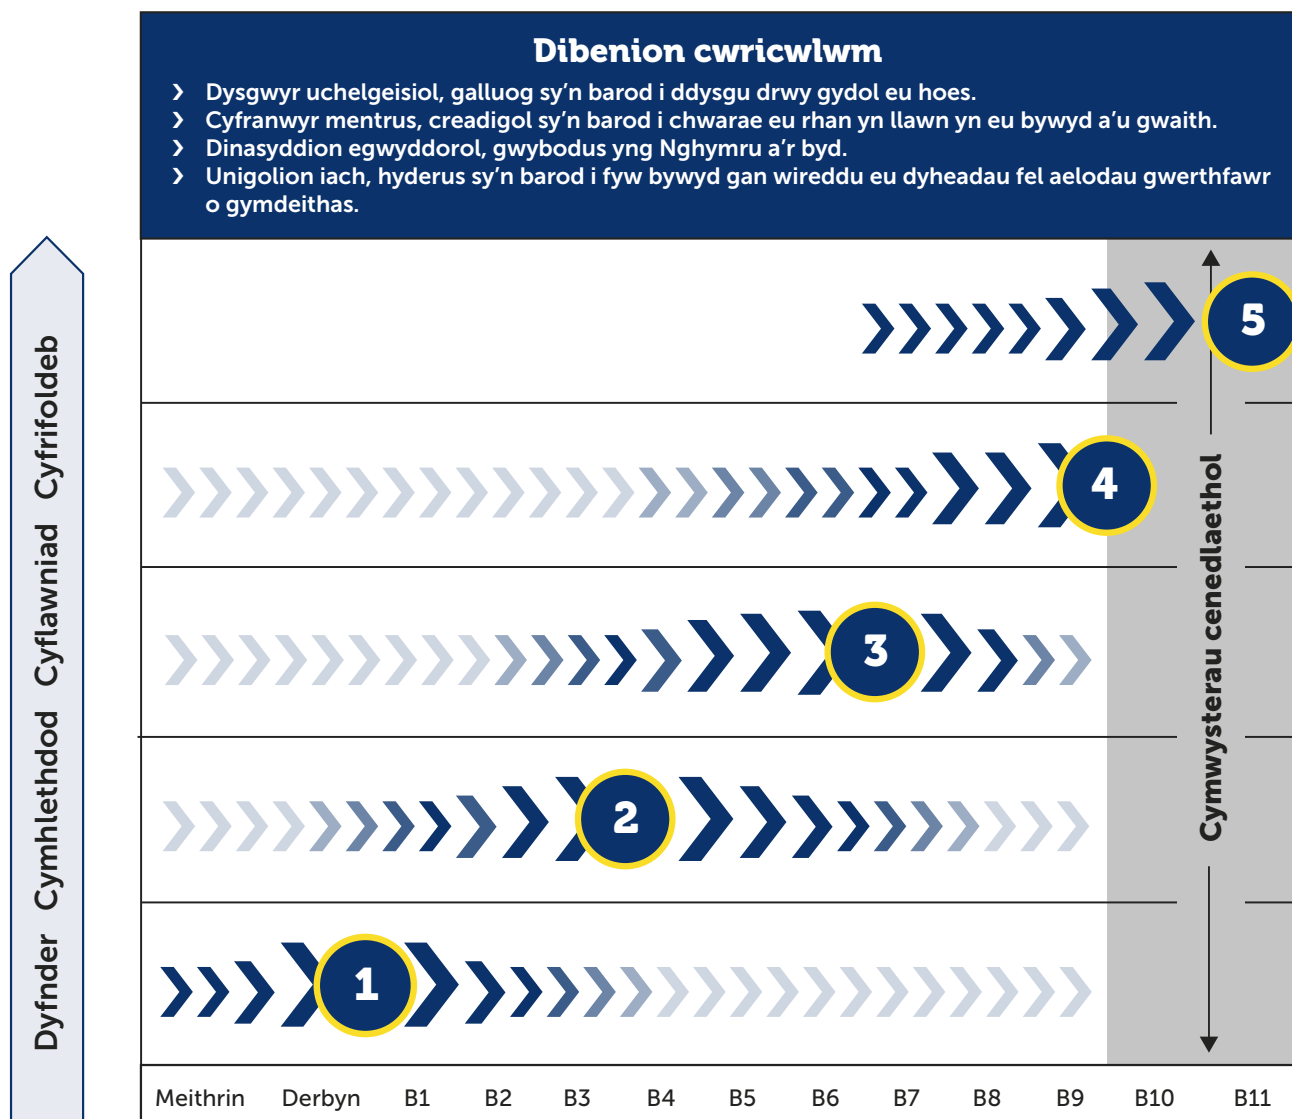 Dibenion cwricwlwm
› Dysgwyr uchelgeisiol, galluog sy’n barod i ddysgu drwy gydol eu hoes.
› Cyfranwyr mentrus, creadigol sy’n barod i chwarae eu rhan yn llawn yn eu bywyd a’u gwaith.
› Dinasyddion egwyddorol, gwybodus yng Nghymru a’r byd.
› Unigolion iach, hyderus sy’n barod i fyw bywyd gan wireddu eu dyheadau fel aelodau gwerthfawr
o gymdeithas.
Dyfnder Cymhlethdod Cyflawniad Cyfrifoldeb
5
4
3
2
1
Cymwysterau cenedlaethol
Meithrin Derbyn B1 B2 B3 B4 B5 B6 B7 B8 B9 B10 B11